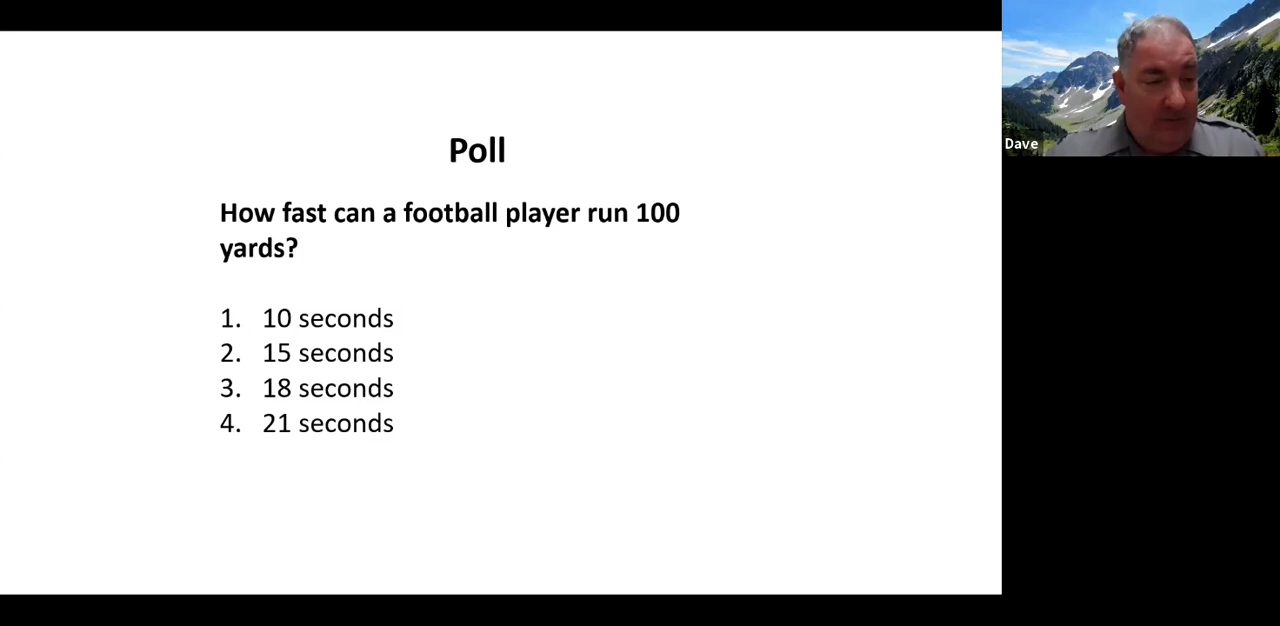 Poll
How fast can a football player run 100
yards?
1. 10 seconds
2. 15 seconds
3. 18 seconds
4. 21 seconds
Dave